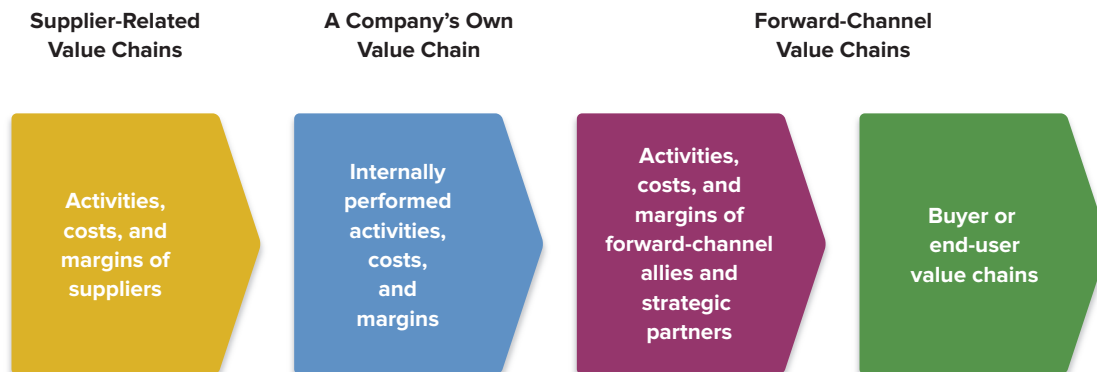 Supplier-Related
Value Chains
A Company’s Own
Value Chain
Forward-Channel
Value Chains
Activities,
costs, and
margins of
suppliers
Internally
performed
activities,
costs,
and
margins
Activities,
costs, and
margins of
forward-channel
allies and
strategic
partners
Buyer or
end-user
value chains